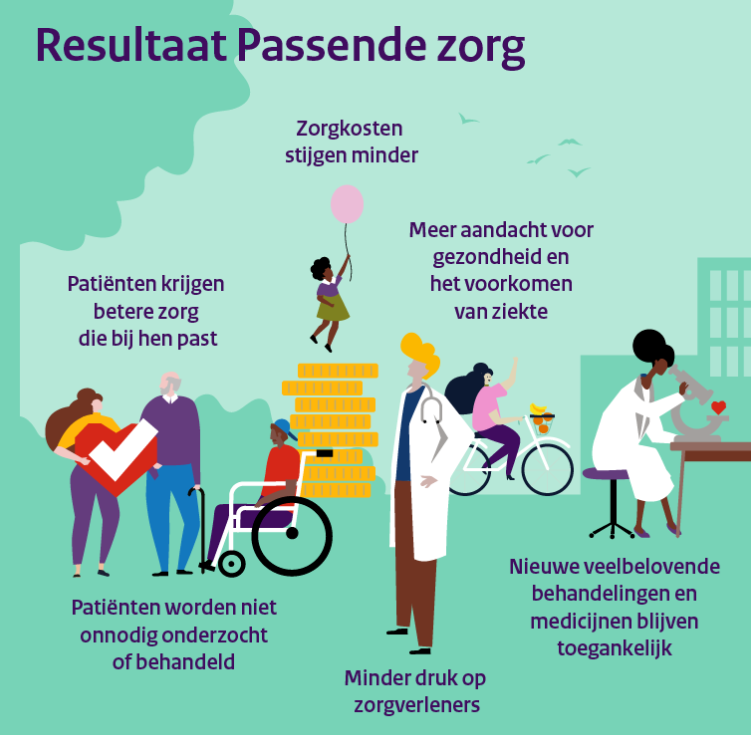 Resultaat Passende zorg
Zorgkosten
stijgen minder
Meer aandacht voor
gezondheid en
het voorkomen
van ziekte
Patiënten krijgen
betere zorg
die bij hen past
Nieuwe veelbelovende
behandelingen en
medicijnen blijven
toegankelijk
Patiënten worden niet
onnodig onderzocht
of behandeld
Minder druk op
zorgverleners